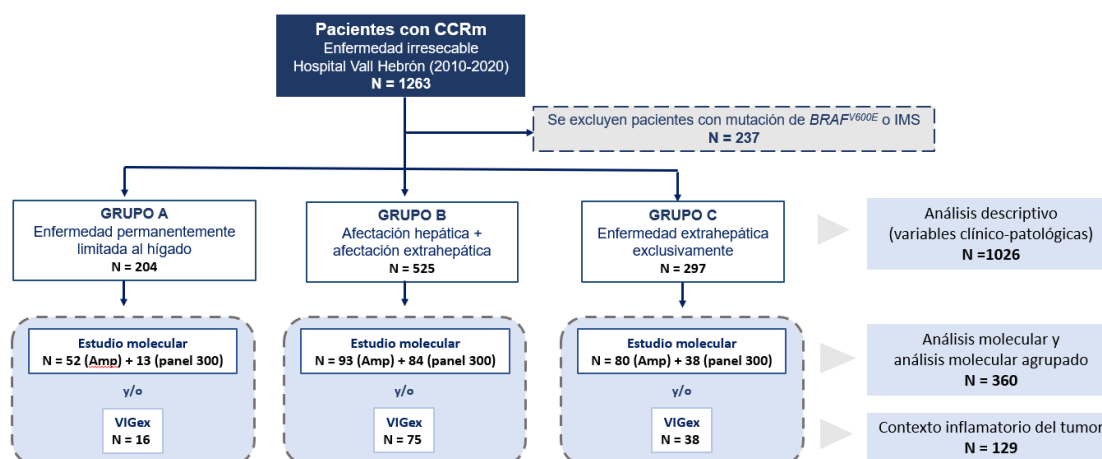 Pacientes con CCRm
Enfermedad irresecable
Hospital Vall Hebrón (2010-2020)
N = 1263
Se excluyen pacientes con mutación de BRAFV600E o IMS
N = 237
GRUPO A
Enfermedad permanentemente
limitada al hígado
N = 204
GRUPO B
Afectación hepática +
afectación extrahepática
N = 525
GRUPO C
Enfermedad extrahepática
exclusivamente
N = 297
Análisis descriptivo
(variables clínico-patológicas)
N =1026
Estudio molecular
N = 52 (Amp) + 13 (panel 300)
Estudio molecular
N = 93 (Amp) + 84 (panel 300)
Estudio molecular
N = 80 (Amp) + 38 (panel 300)
Análisis molecular y
análisis molecular agrupado
N = 360
y/o
y/o
y/o
VIGex
N = 16
VIGex
N = 75
VIGex
N = 38
Contexto inflamatorio del tumor
N = 129